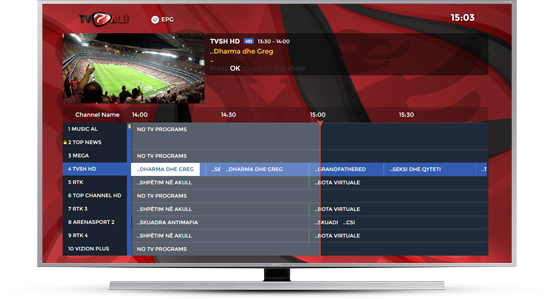 TV ALB
EPG
15:03
TVSH HD HD 13:30 - 14:00
..Dharma dhe Greg
..
Press OK to watch this show
Channel Name 14:00 14:30 15:00 15:30
1 MUSIC AL NO TV PROGRAMS
2 TOP NEWS
3 MEGA NO TV PROGRAMS
4 TVSH HD ..DHARMA DHE GREG ..SE ..DHARMA DHE GREG ..GRANDFATHERED ..SEKSI DHE QYTETI ..T
5 RTK ..SHPËTIM NË AKULL ..BOTA VIRTUALE
6 TOP CHANNEL HD NO TV PROGRAMS
7 RTK 3 ..SHPËTIM NË AKULL ..BOTA VIRTUALE
8 ARENASPORT 2 ..SKUADRA ANTIMAFIA ..SKUADI ..CSI
9 RTK 4 ..SHPËTIM NË AKULL ..BOTA VIRTUALE
10 VIZION PLUS NO TV PROGRAMS